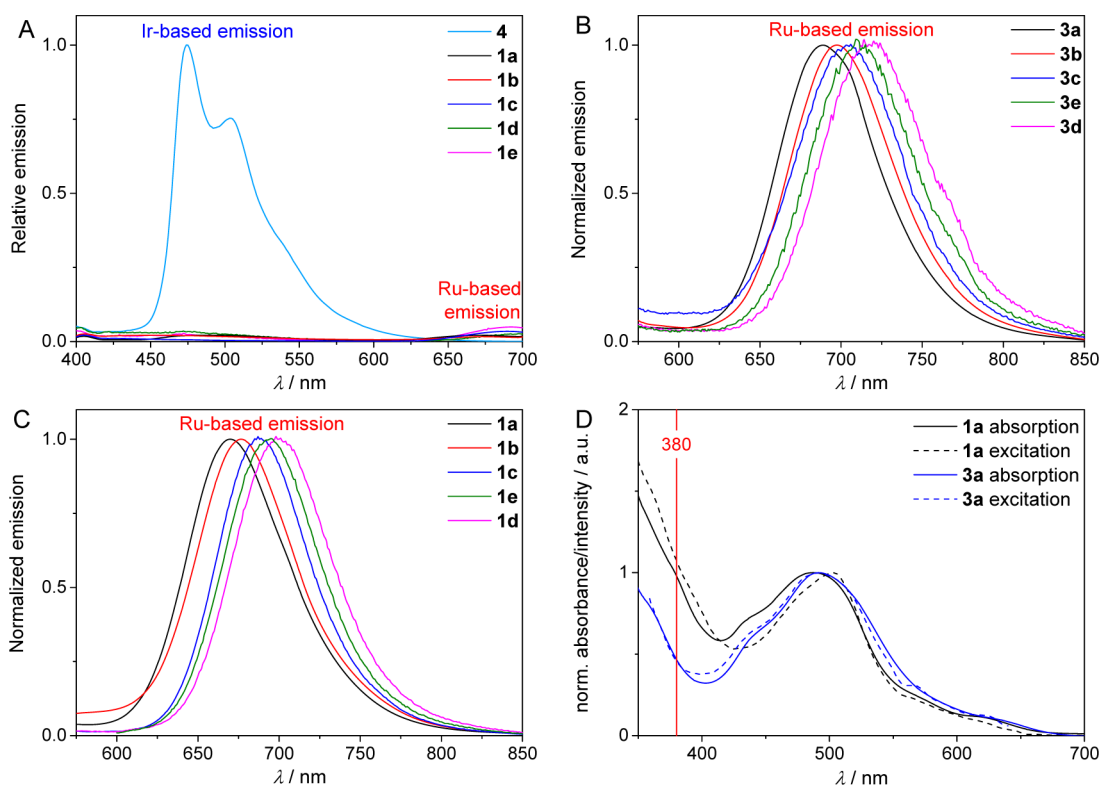 A
Ir-based emission
4
1a
1b
1c
1d
1e
Ru-based
emission
1.0
0.5
0.0
400 450 500 550 600 650 700
λ / nm
Relative emission
B
Ru-based emission
3a
3b
3c
3e
3d
1.0
0.5
0.0
600 650 700 750 800 850
λ / nm
Normalized emission
C
Ru-based emission
1a
1b
1c
1e
1d
1.0
0.5
0.0
600 650 700 750 800 850
λ / nm
Normalized emission
D
380
1a absorption
1a excitation
3a absorption
3a excitation
2
1
0
400 500 600 700
λ / nm
norm. absorbance/intensity / a.u.